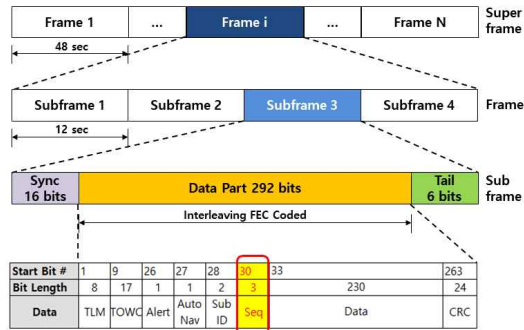 Frame 1 ... Frame i ... Frame N Super frame
48 sec
Subframe 1 Subframe 2 Subframe 3 Subframe 4 Frame
12 sec
Sync 16 bits Data Part 292 bits Tail 6 bits Sub frame
Interleaving FEC Coded
Start Bit # 1 9 26 27 28 30 33 263
Bit Length 8 17 1 1 2 3 230 24
Data TLM TOWC Alert Auto Nav Sub ID Seq Data CRC